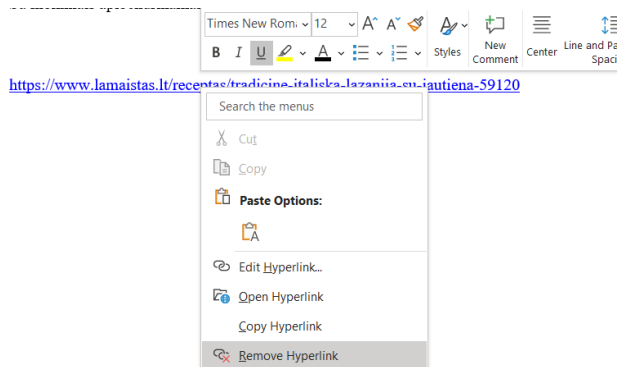 Times New Rom: 12 A A
B I U A Styles New Comment Center Line and Pa Spaci
https://www.lamaistas.lt/receptas/tradicine-italiska-lazanija-su-jautiena-59120
Search the menus
Cut
Copy
Paste Options:
A
Edit Hyperlink...
Open Hyperlink
Copy Hyperlink
Remove Hyperlink